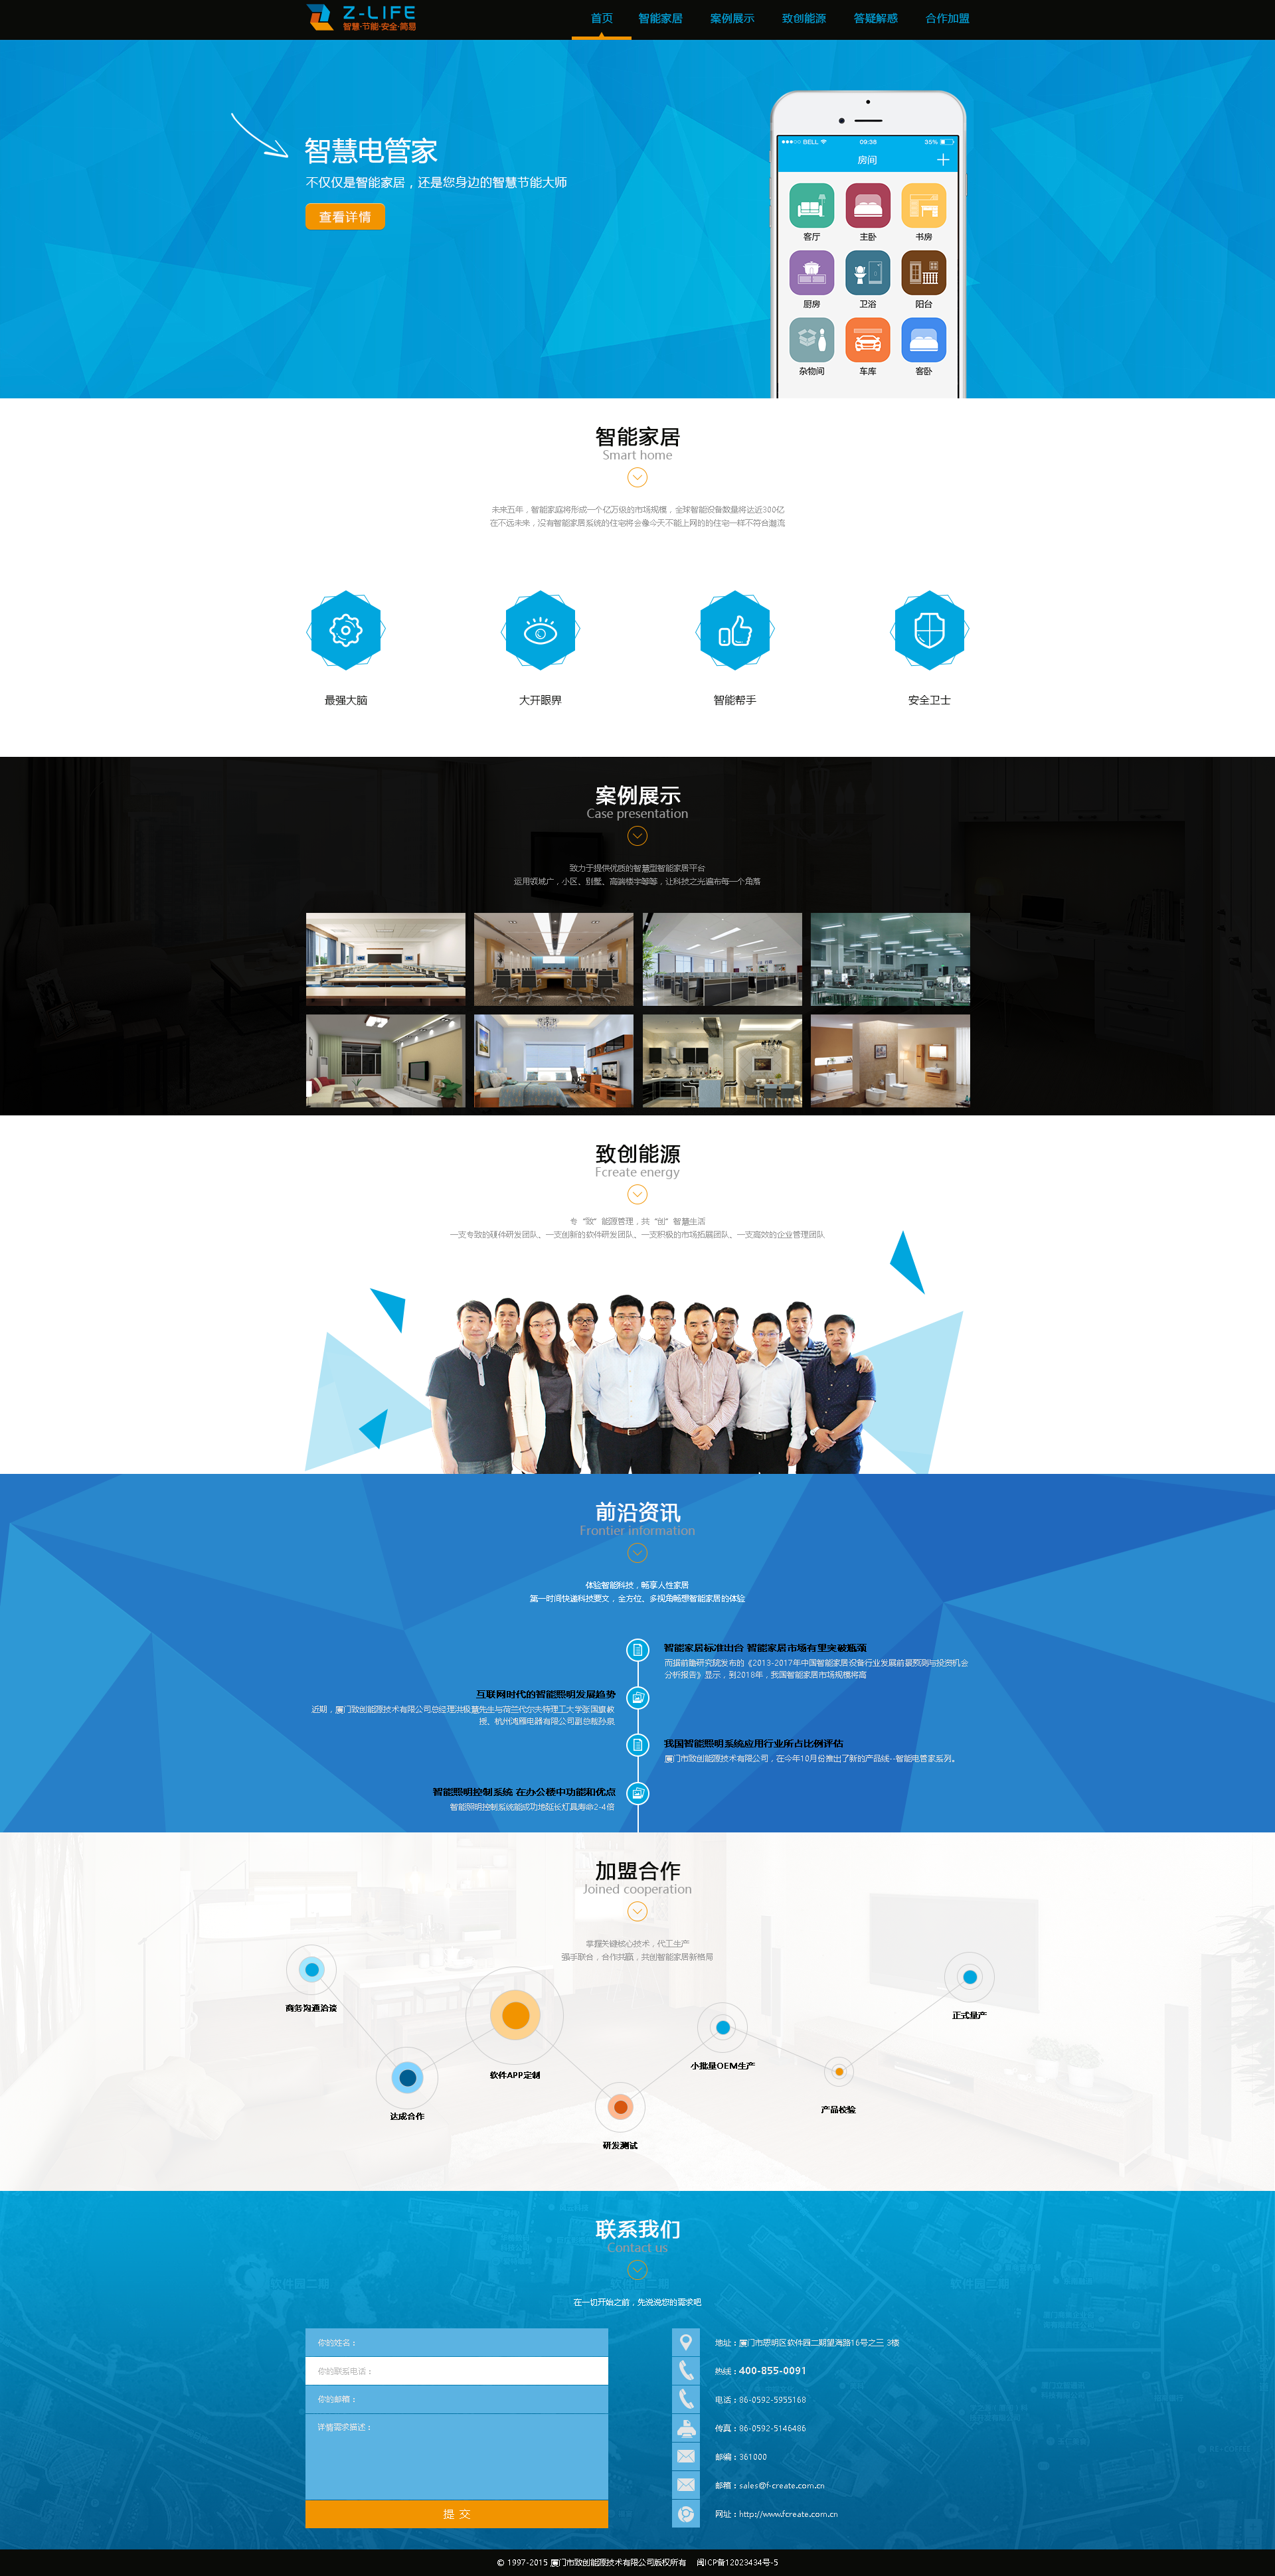 Z-LIFE
智慧·节能·安全·简易
首页 智能家居 案例展示 致创能源 答疑解感 合作加盟
智慧电管家
不仅仅是智能家居，还是您身边的智慧节能大师
查看详情
BELL 09:38 35%
房间
客厅 主卧 书房
厨房 卫浴 阳台
杂物间 车库 客卧
智能家居
Smart home
未来五年，智能家庭将形成一个亿万级的市场规模，全球智能设备数量将达近300亿
在不远未来，没有智能家居系统的住宅将会像今天不能上网的的住宅一样不符合潮流
最强大脑 大开眼界 智能帮手 安全卫士
案例展示
Case presentation
致力于提供优质的智慧型智能家居平台
运用领域广，小区、别墅、高端楼宇等等，让科技之光遍布每一个角落
致创能源
Fcreate energy
专“致”能源管理，共“创”智慧生活
一支专致的硬件研发团队、一支创新的软件研发团队、一支积极的市场拓展团队、一支高效的企业管理团队
前沿资讯
Frontier information
体验智能科技，畅享人性家居
第一时间快递科技要文，全方位、多视角畅想智能家居的体验
智能家居标准出台 智能家居市场有里突破瓶颈
而据前瞻研究院发布的《2013-2017年中国智能家居设备行业发展前景预测与投资机会
分析报告》显示，到2018年，我国智能家居市场规模将高
互联网时代的智能照明发展趋势
近期，厦门致创能源技术有限公司总经理洪极慧先生与荷兰代尔夫特理工大学张国旗教
授、杭州鸿雁电器有限公司副总裁孙泉
我国智能照明系统应用行业所占比例评估
厦门市致创能源技术有限公司，在今年10月份推出了新的产品线--智能电管家系列。
智能照明控制系统 在办公楼中功能和优点
智能照明控制系统能成功地延长灯具寿命2-4倍
加盟合作
Joined cooperation
掌握关键核心技术，代工生产
强手联合，合作共赢，共创智能家居新格局
商务沟通洽谈
达成合作
软件APP定制
研发测试
小批量OEM生产
产品校验
正式量产
联系我们
Contact us
软件园二期 软件园二期 软件园二期
在一切开始之前，先说说您的需求吧
你的姓名：
你的联系电话：
你的邮箱：
详情需求描述：
提 交
地址：厦门市思明区软件园二期望海路16号之三 3楼
热线：400-855-0091
电话：86-0592-5955168
传真：86-0592-5146486
邮编：361000
邮箱：sales@f-create.com.cn
网址：http://www.fcreate.com.cn
© 1997-2015 厦门市致创能源技术有限公司版权所有 闽ICP备12023434号-5